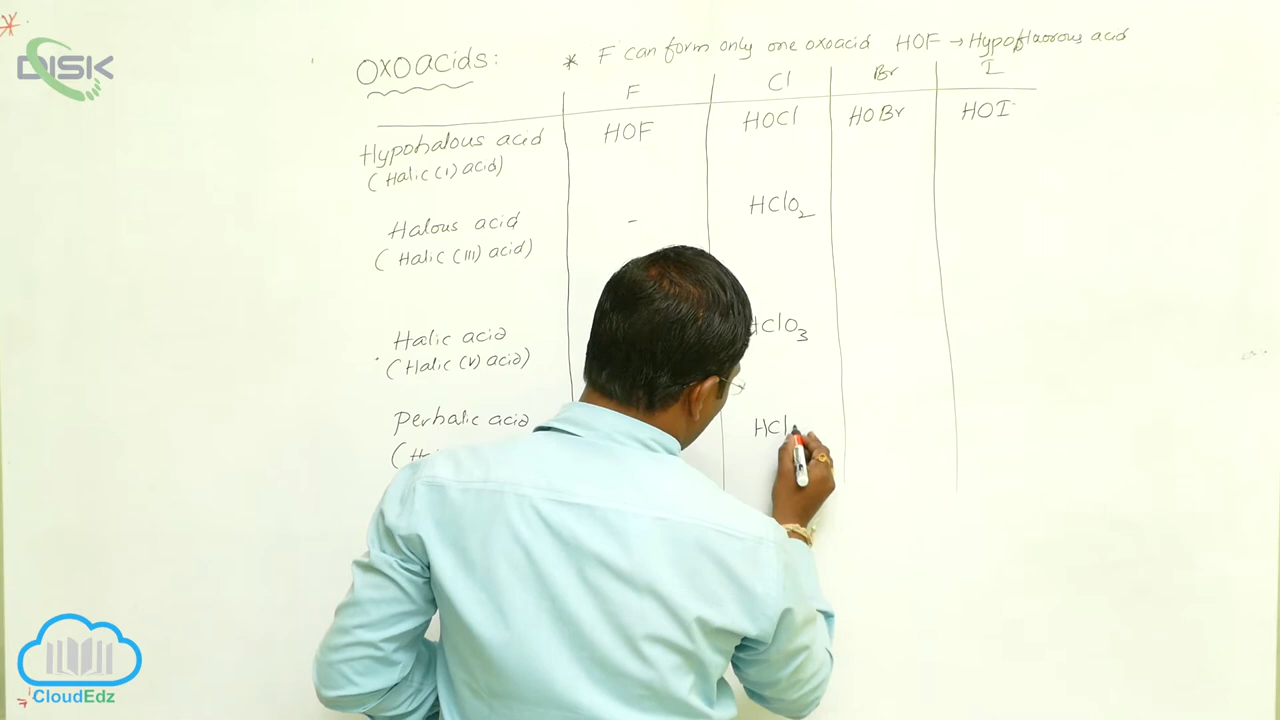 DISK
OXOACIDS:
* F can form only one oxoacid HOF → Hypofluorous acid
F Cl Br I
Hypohalous acid HOF HOCl HOBr HOI
(Halic (I) acid)
Halous acid - HClO2
(Halic (III) acid)
Halic acid HClO3
(Halic (V) acid)
Perhalic acid HCl
(H
CloudEdz